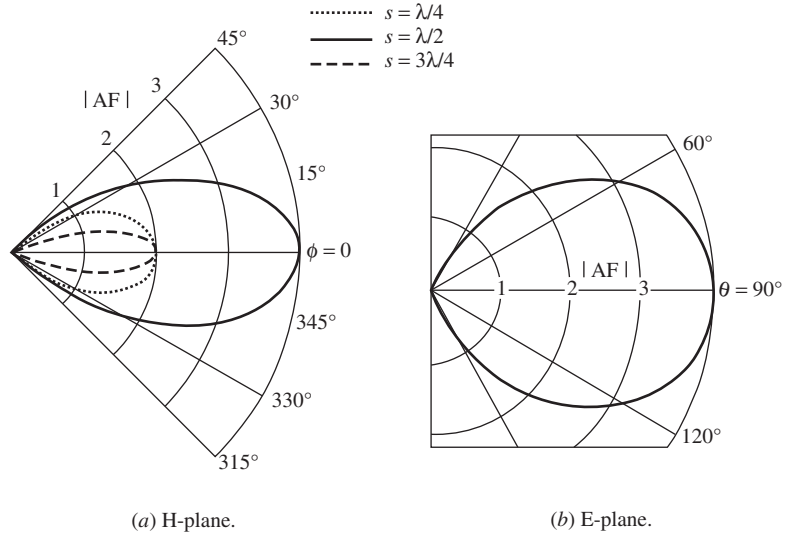 s = λ/4
s = λ/2
s = 3λ/4
45°
| AF |
3
30°
2
15°
1
ϕ = 0
345°
330°
315°
60°
| AF |
1
2
3
θ = 90°
120°
(a) H-plane.
(b) E-plane.